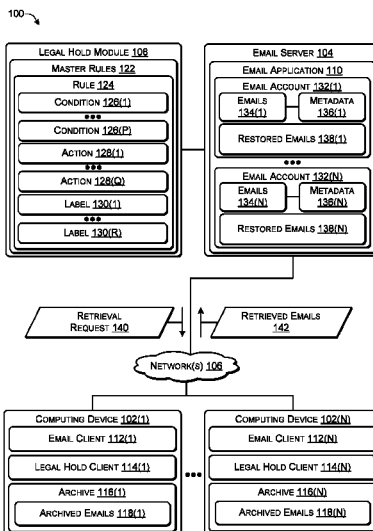 100
LEGAL HOLD MODULE 108
MASTER RULES 122
RULE 124
CONDITION 126(1)
CONDITION 126(P)
ACTION 128(1)
ACTION 128(Q)
LABEL 130(1)
LABEL 130(R)
EMAIL SERVER 104
EMAIL APPLICATION 110
EMAIL ACCOUNT 132(1)
EMAILS 134(1)
METADATA 136(1)
RESTORED EMAILS 138(1)
EMAIL ACCOUNT 132(N)
EMAILS 134(N)
METADATA 136(N)
RESTORED EMAILS 138(N)
RETRIEVAL REQUEST 140
RETRIEVED EMAILS 142
NETWORK(S) 106
COMPUTING DEVICE 102(1)
EMAIL CLIENT 112(1)
LEGAL HOLD CLIENT 114(1)
ARCHIVE 116(1)
ARCHIVED EMAILS 118(1)
COMPUTING DEVICE 102(N)
EMAIL CLIENT 112(N)
LEGAL HOLD CLIENT 114(N)
ARCHIVE 116(N)
ARCHIVED EMAILS 118(N)